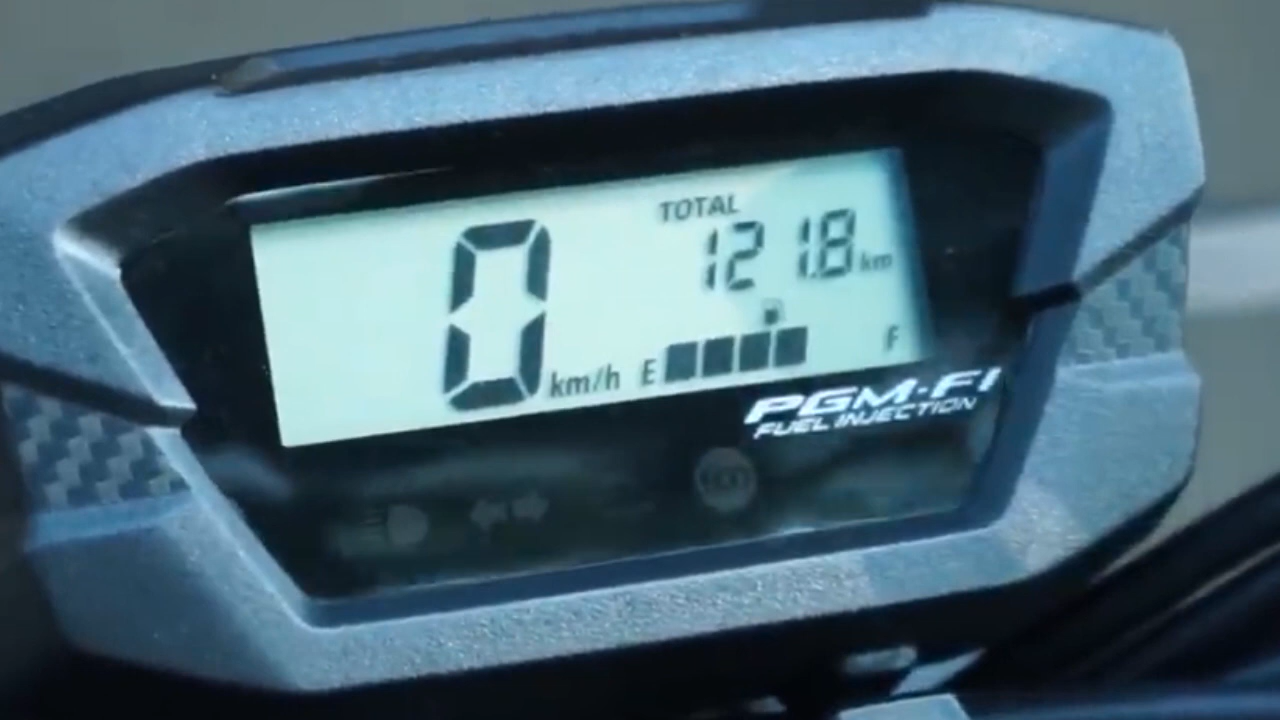 TOTAL
0 km/h
121.8 km
E F
PGM-FI
FUEL INJECTION